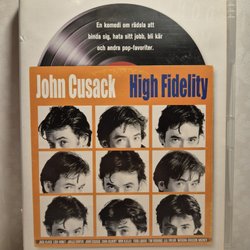 En komedi om rädsla att
binda sig, hata sitt jobb, bli kär
och andra pop-favoriter.
John Cusack High Fidelity